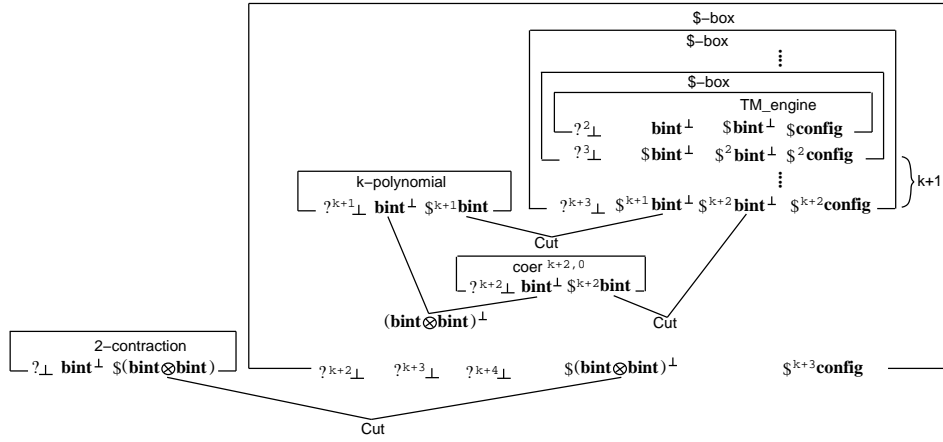 $-box
$-box
⋮
$-box
TM_engine
?²⊥ bint⊥ $bint⊥ $config
?³⊥ $bint⊥ $²bint⊥ $²config
⋮
k+1
k-polynomial
?ᵏ⁺¹⊥ bint⊥ $ᵏ⁺¹bint
?ᵏ⁺³⊥ $ᵏ⁺¹bint⊥ $ᵏ⁺²bint⊥ $ᵏ⁺²config
Cut
coer ᵏ⁺²,⁰
?ᵏ⁺²⊥ bint⊥ $ᵏ⁺²bint
(bint⊗bint)⊥
Cut
2-contraction
?⊥ bint⊥ $(bint⊗bint)
?ᵏ⁺²⊥ ?ᵏ⁺³⊥ ?ᵏ⁺⁴⊥ $(bint⊗bint)⊥ $ᵏ⁺³config
Cut